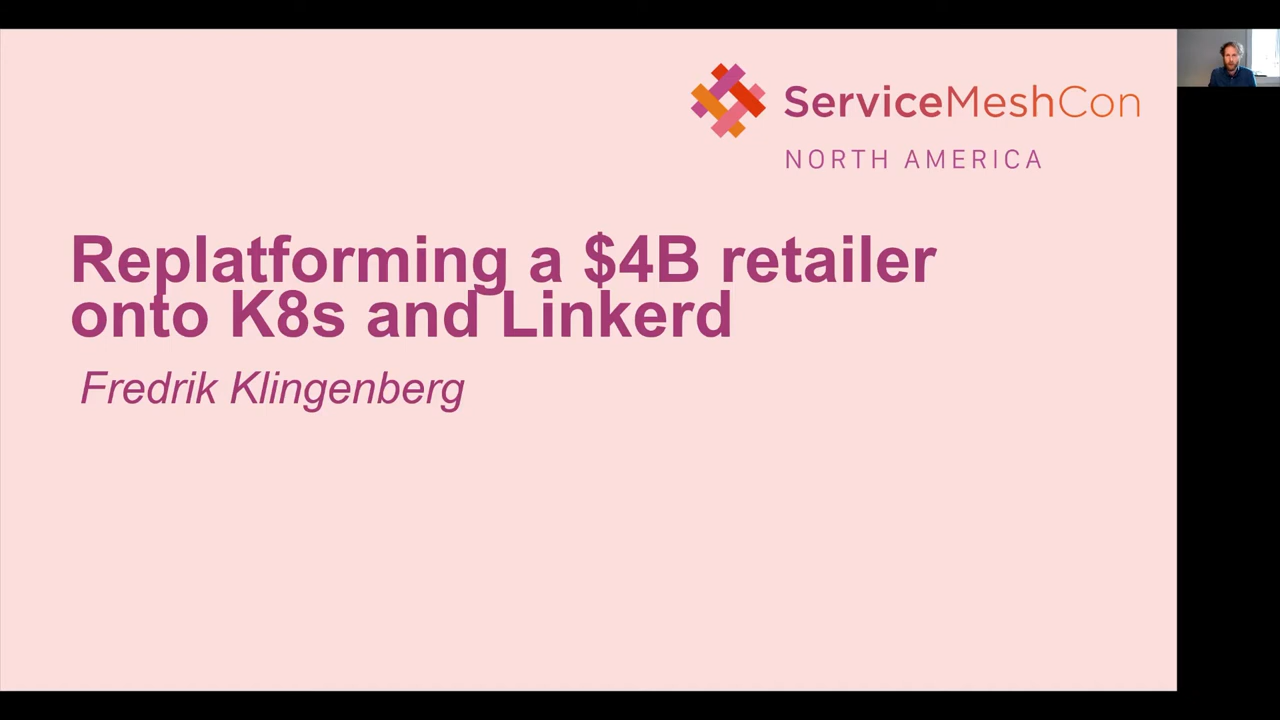 ServiceMeshCon
NORTH AMERICA
Replatforming a $4B retailer
onto K8s and Linkerd
Fredrik Klingenberg